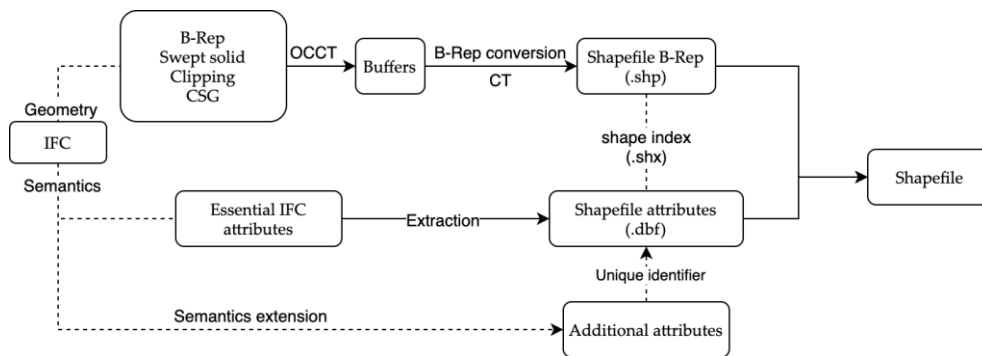 B-Rep
Swept solid
Clipping
CSG
OCCT
Buffers
B-Rep conversion
CT
Shapefile B-Rep
(.shp)
Geometry
IFC
Semantics
shape index
(.shx)
Shapefile
Essential IFC
attributes
Extraction
Shapefile attributes
(.dbf)
Unique identifier
Semantics extension
Additional attributes